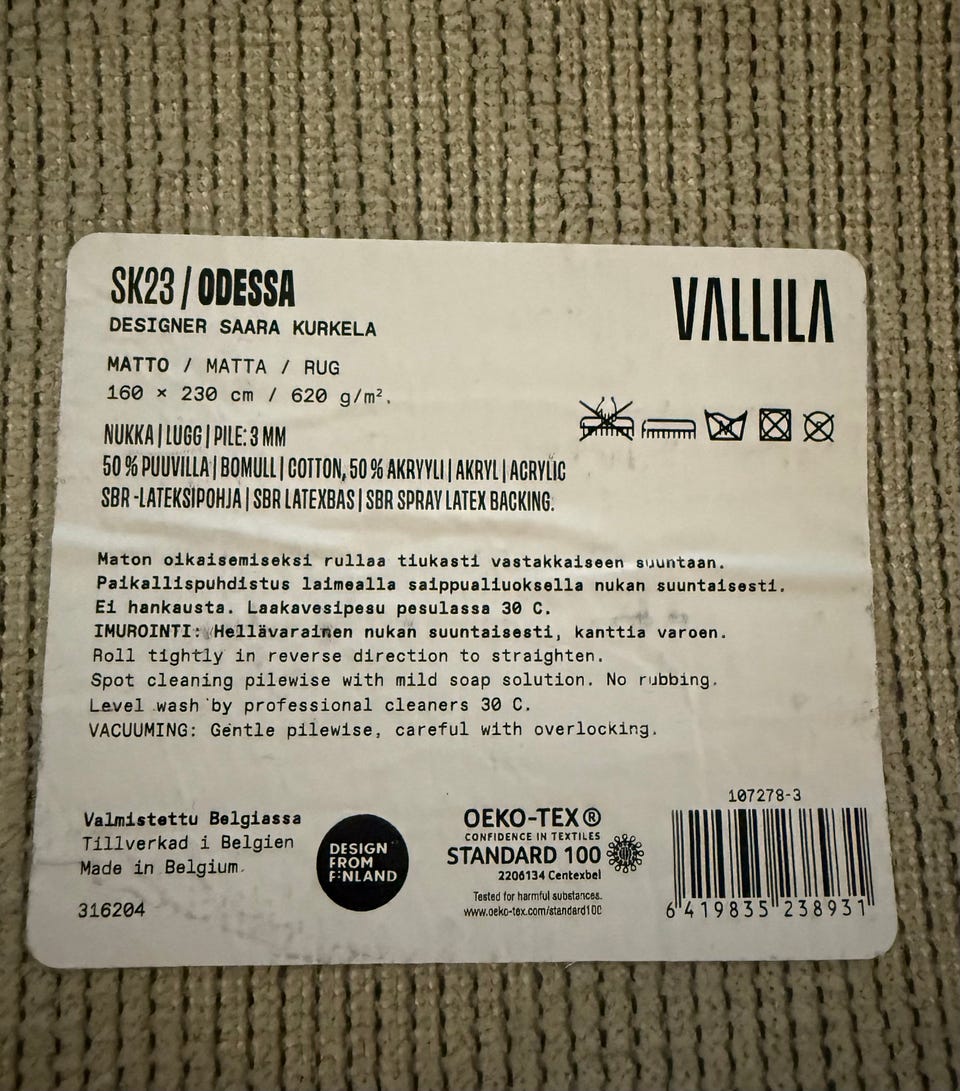 SK23 / ODESSA
VALLILA
DESIGNER SAARA KURKELA
MATTO / MATTA / RUG
160 × 230 cm / 620 g/m².
NUKKA | LUGG | PILE: 3 MM
50 % PUUVILLA | BOMULL | COTTON, 50 % AKRYYLI | AKRYL | ACRYLIC
SBR -LATEKSIPOHJA | SBR LATEXBAS | SBR SPRAY LATEX BACKING.
Maton oikaisemiseksi rullaa tiukasti vastakkaiseen suuntaan.
Paikallispuhdistus laimealla saippualiuoksella nukan suuntaisesti.
Ei hankausta. Laakavesipesu pesulassa 30 C.
IMUROINTI: Hellävarainen nukan suuntaisesti, kanttia varoen.
Roll tightly in reverse direction to straighten.
Spot cleaning pilewise with mild soap solution. No rubbing.
Level wash by professional cleaners 30 C.
VACUUMING: Gentle pilewise, careful with overlocking.
Valmistettu Belgiassa
Tillverkad i Belgien
Made in Belgium.
316204
DESIGN
FROM
FINLAND
OEKO-TEX®
CONFIDENCE IN TEXTILES
STANDARD 100
2206134 Centexbel
Tested for harmful substances.
www.oeko-tex.com/standard100
107278-3
6 419835 238931